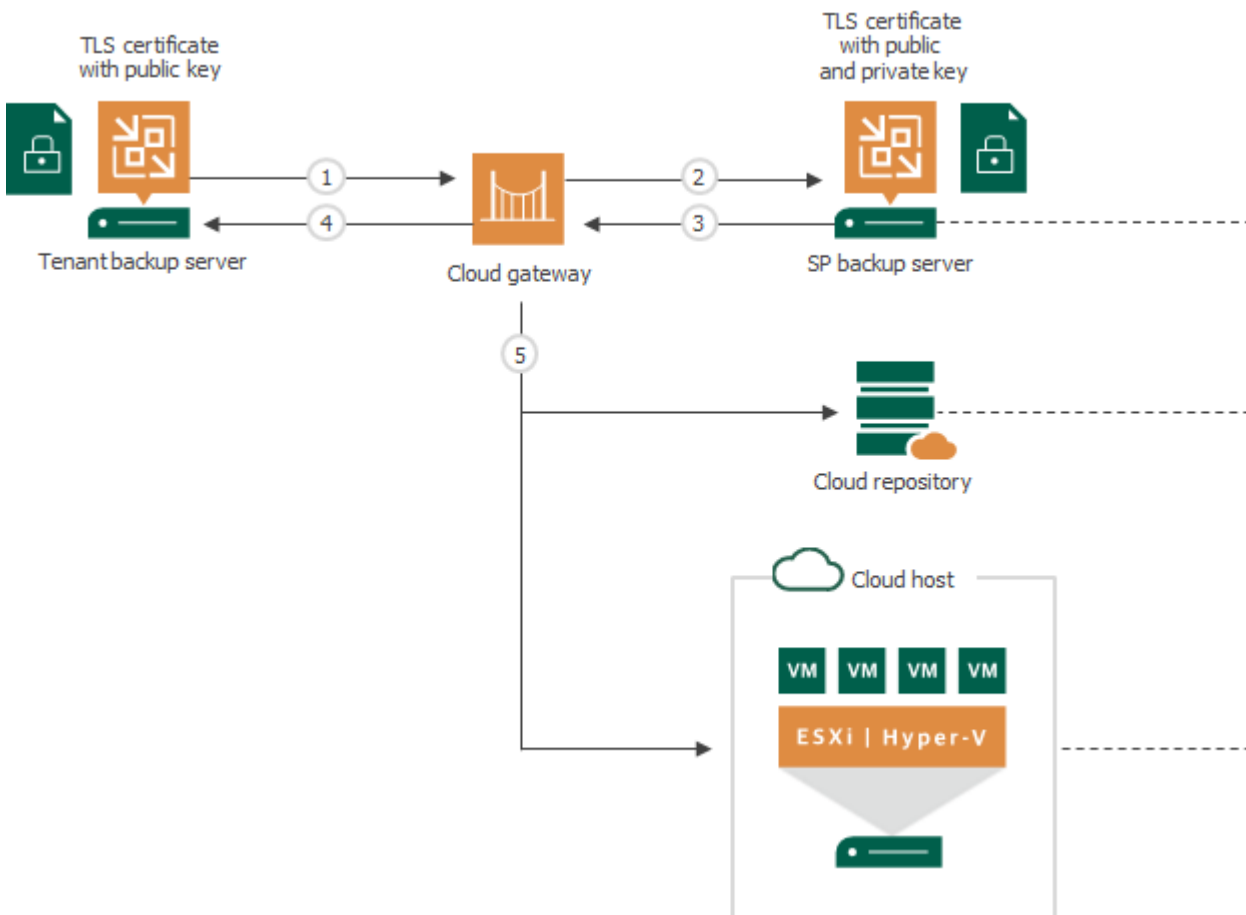 TLS certificate
with public key
TLS certificate
with public
and private key
1
2
4
3
Tenant backup server
Cloud gateway
SP backup server
5
Cloud repository
Cloud host
VM VM VM VM
ESXi | Hyper-V